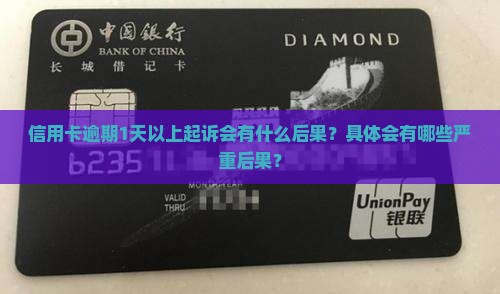 中国银行
BANK OF CHINA
DIAMOND
长城借记卡
信用卡逾期1天以上起诉会有什么后果？具体会有哪些严
重后果？
6235
MONTH/YEAR
VALID
THRU
UnionPay
银联